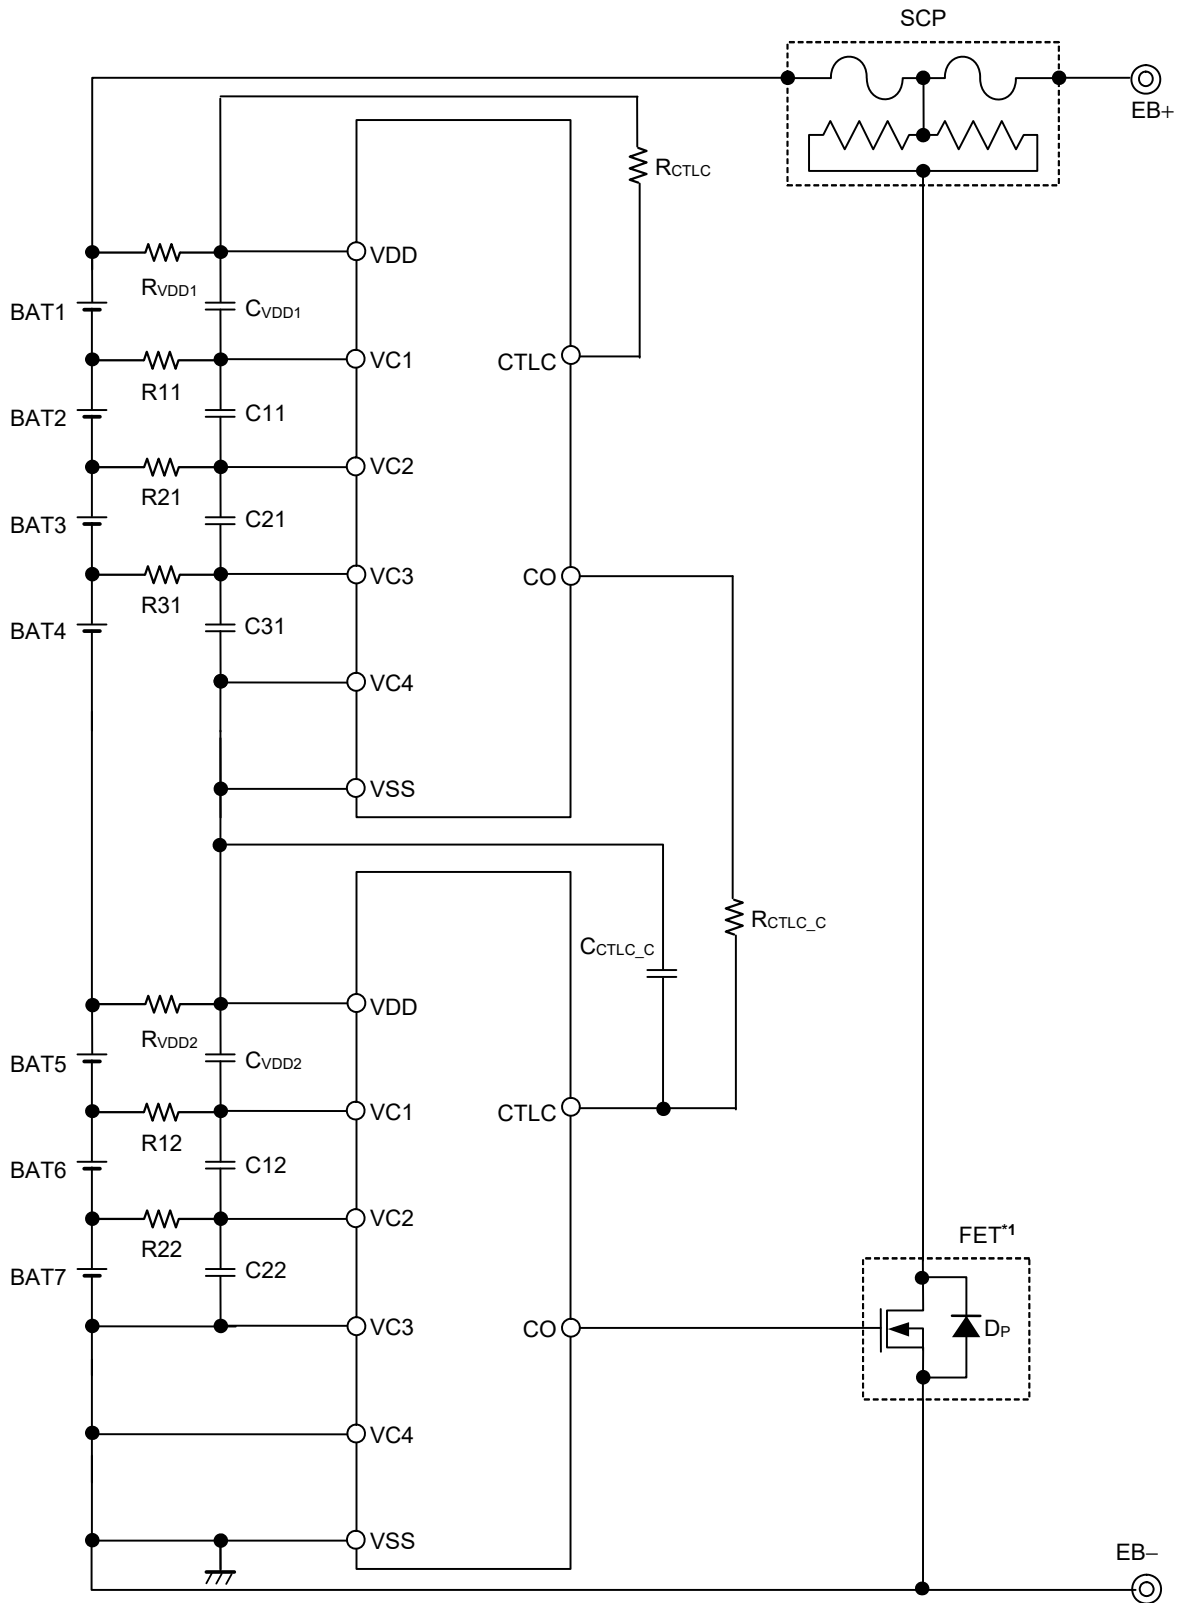 SCP
EB+
RCTLC
VDD
RVDD1
BAT1
CVDD1
VC1
CTLC
R11
BAT2
C11
VC2
R21
BAT3
C21
VC3
CO
R31
BAT4
C31
VC4
VSS
RCTLC_C
CCTLC_C
VDD
RVDD2
BAT5
CVDD2
VC1
CTLC
R12
BAT6
C12
VC2
R22
FET*1
BAT7
C22
VC3
CO
DP
VC4
VSS
EB−